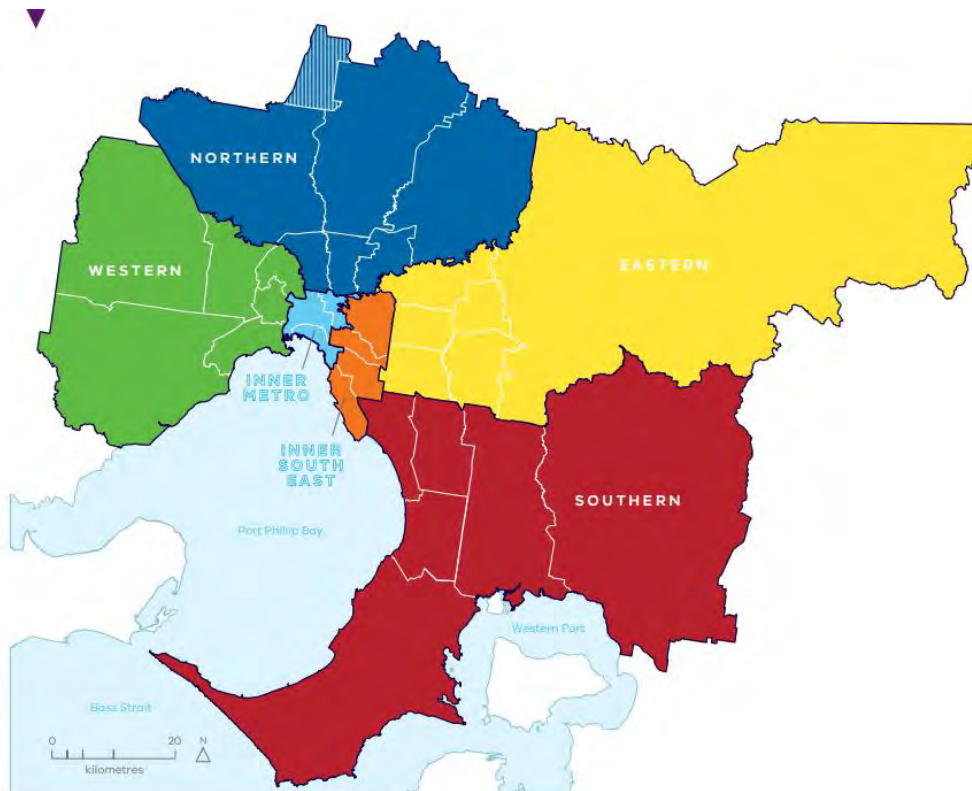 NORTHERN
WESTERN
EASTERN
INNER
METRO
INNER
SOUTH
EAST
SOUTHERN
Port Phillip Bay
Western Port
Bass Strait
0 20 N
kilometres